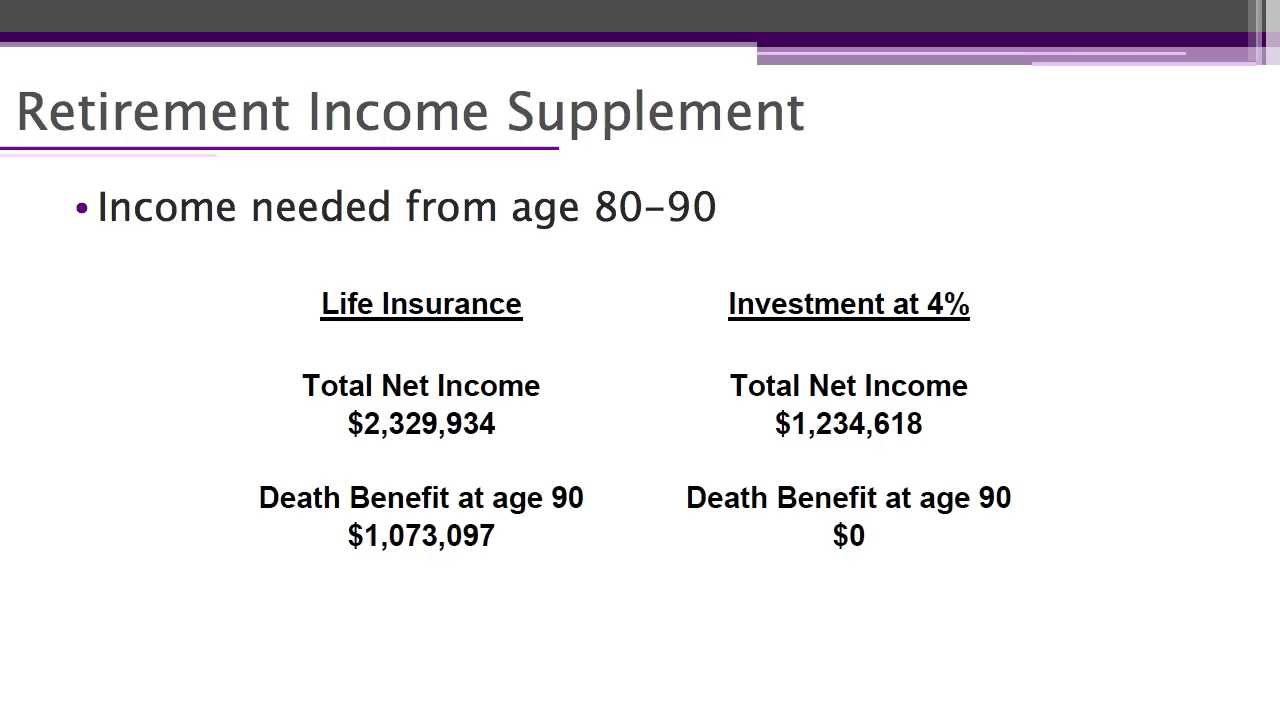 Retirement Income Supplement
• Income needed from age 80-90
Life Insurance
Investment at 4%
Total Net Income
$2,329,934
Total Net Income
$1,234,618
Death Benefit at age 90
$1,073,097
Death Benefit at age 90
$0